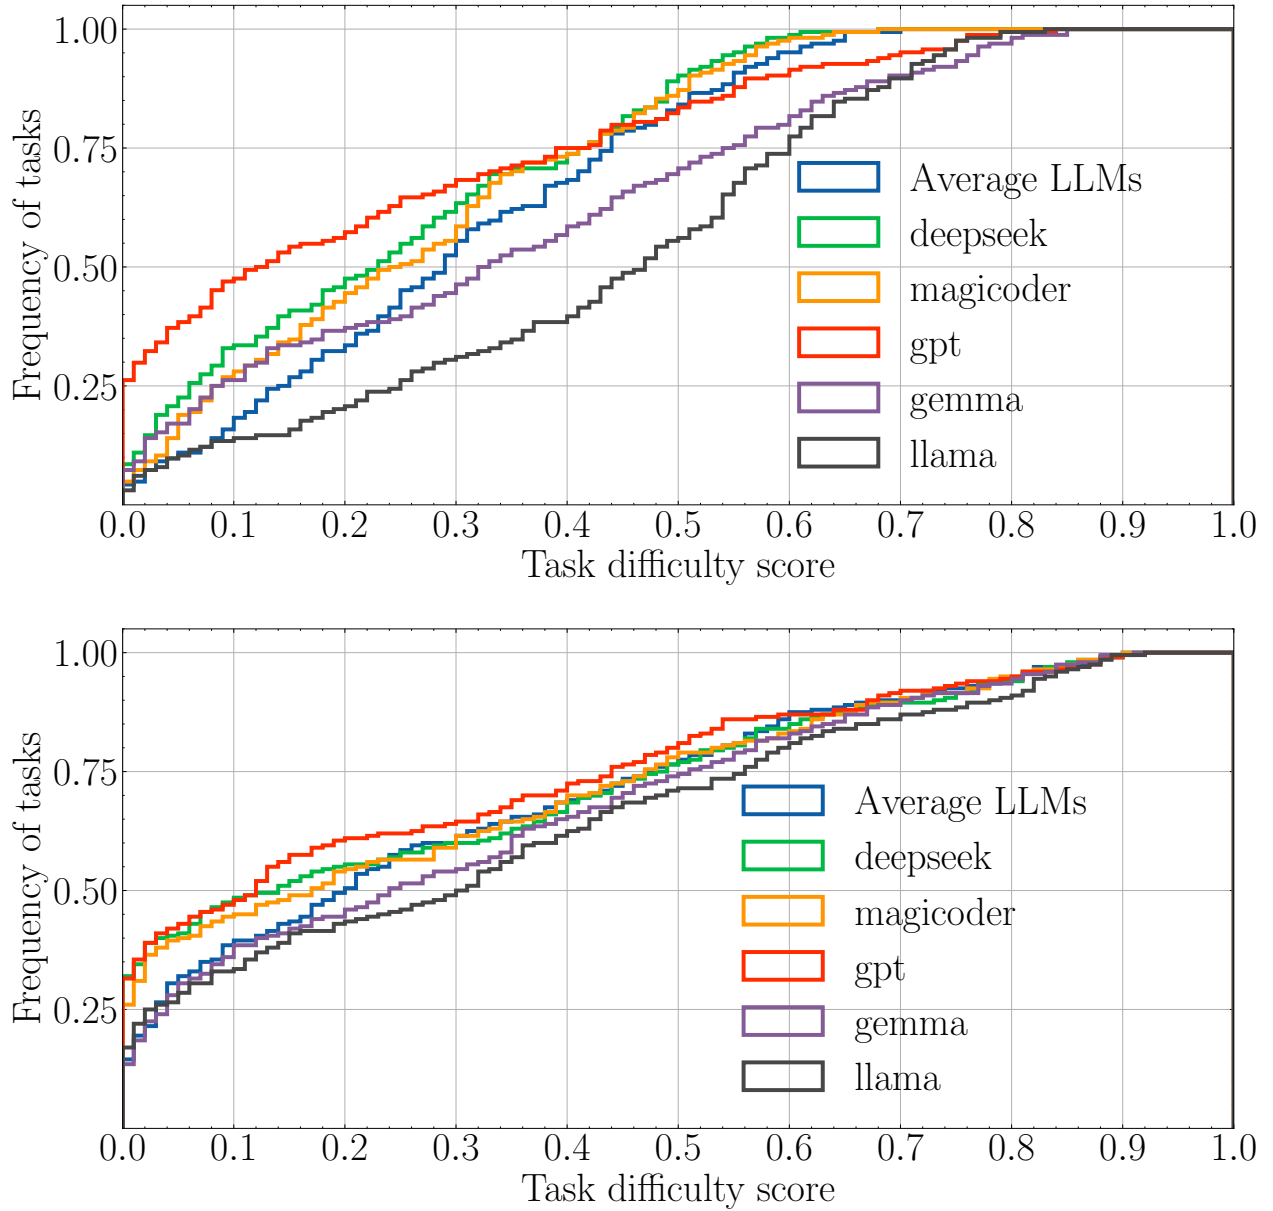 1.00
0.75
0.50
0.25
Frequency of tasks
Average LLMs
deepseek
magicoder
gpt
gemma
llama
0.0 0.1 0.2 0.3 0.4 0.5 0.6 0.7 0.8 0.9 1.0
Task difficulty score
1.00
0.75
0.50
0.25
Frequency of tasks
Average LLMs
deepseek
magicoder
gpt
gemma
llama
0.0 0.1 0.2 0.3 0.4 0.5 0.6 0.7 0.8 0.9 1.0
Task difficulty score